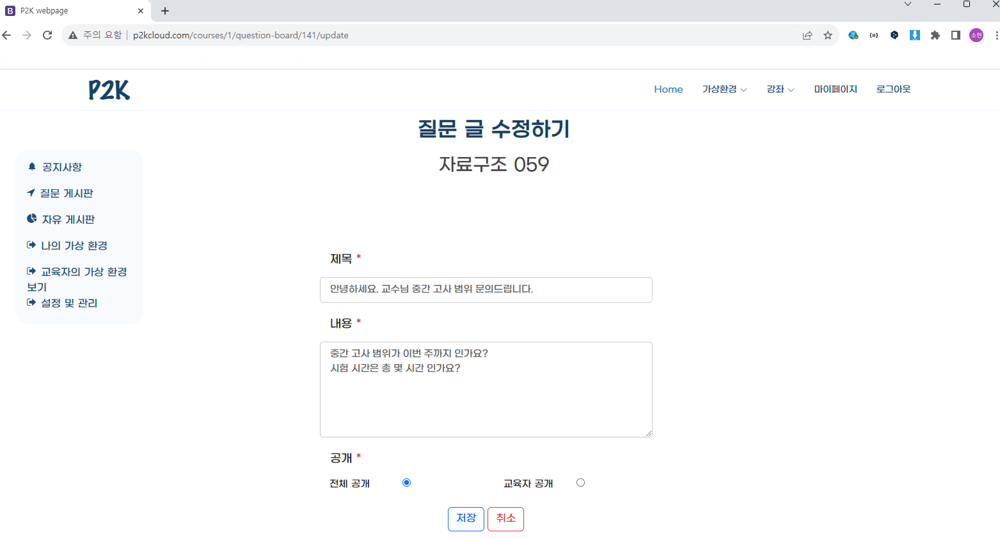 P2K webpage
주의 요함 p2kcloud.com/courses/1/question-board/141/update
소현
P2K
Home 가상환경 강좌 마이페이지 로그아웃
질문 글 수정하기
자료구조 059
공지사항
질문 게시판
자유 게시판
나의 가상 환경
교육자의 가상 환경
보기
설정 및 관리
제목 *
안녕하세요. 교수님 중간 고사 범위 문의드립니다.
내용 *
중간 고사 범위가 이번 주까지 인가요?
시험 시간은 총 몇 시간 인가요?
공개 *
전체 공개 교육자 공개
저장 취소